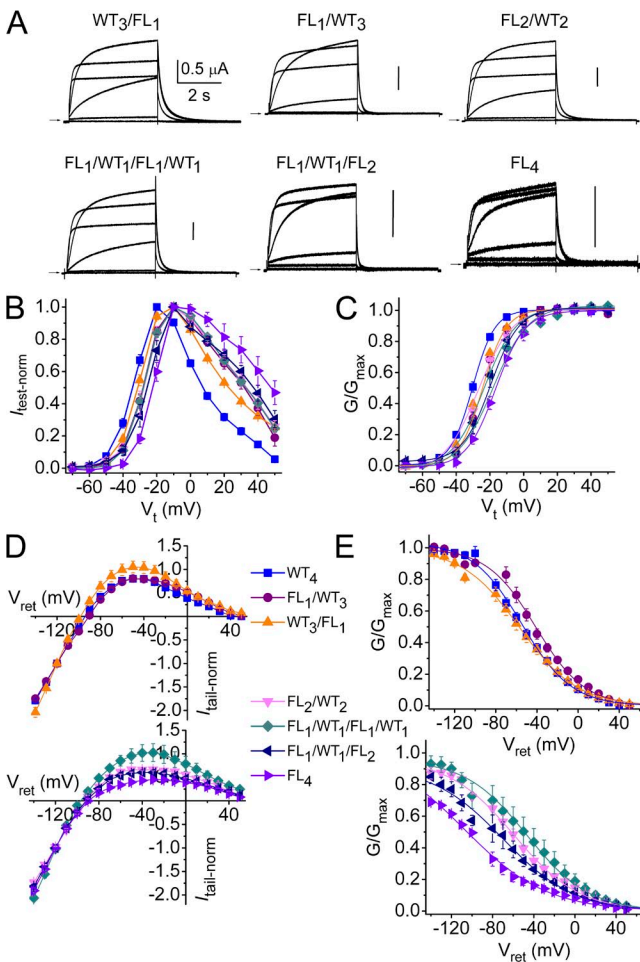 A
WT3/FL1
FL1/WT3
FL2/WT2
0.5 μA
2 s
FL1/WT1/FL1/WT1
FL1/WT1/FL2
FL4
B
Itest-norm
1.0
0.8
0.6
0.4
0.2
0.0
-60 -40 -20 0 20 40
Vt (mV)
C
G/Gmax
1.0
0.8
0.6
0.4
0.2
0.0
-60 -40 -20 0 20 40
Vt (mV)
D
Vret (mV)
-120 -80 -40
40
1.5
1.0
0.5
-0.5
-1.0
-1.5
-2.0
Itail-norm
WT4
FL1/WT3
WT3/FL1
FL2/WT2
FL1/WT1/FL1/WT1
FL1/WT1/FL2
FL4
Vret (mV)
-120 -80 -40
40
1.5
1.0
0.5
-0.5
-1.0
-1.5
-2.0
Itail-norm
E
G/Gmax
1.0
0.8
0.6
0.4
0.2
0.0
-120 -80 -40 0 40
Vret (mV)
G/Gmax
1.0
0.8
0.6
0.4
0.2
0.0
-120 -80 -40 0 40
Vret (mV)